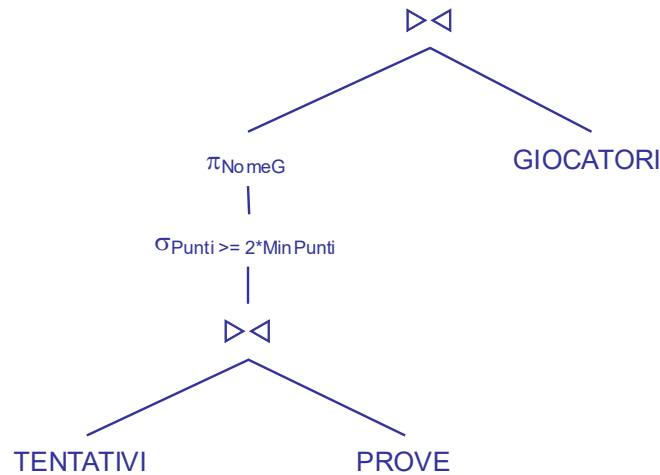 ▷◁
πNomeG
GIOCATORI
σPunti >= 2*MinPunti
▷◁
TENTATIVI
PROVE